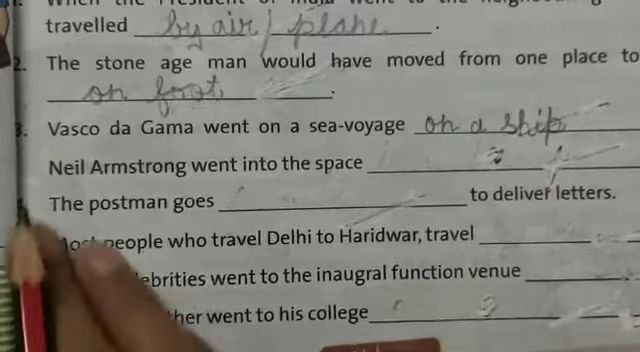 travelled by air/plane.
2. The stone age man would have moved from one place to
on foot.
3. Vasco da Gama went on a sea-voyage on a ship
Neil Armstrong went into the space
The postman goes to deliver letters.
Most people who travel Delhi to Haridwar, travel
ebrities went to the inaugral function venue
her went to his college